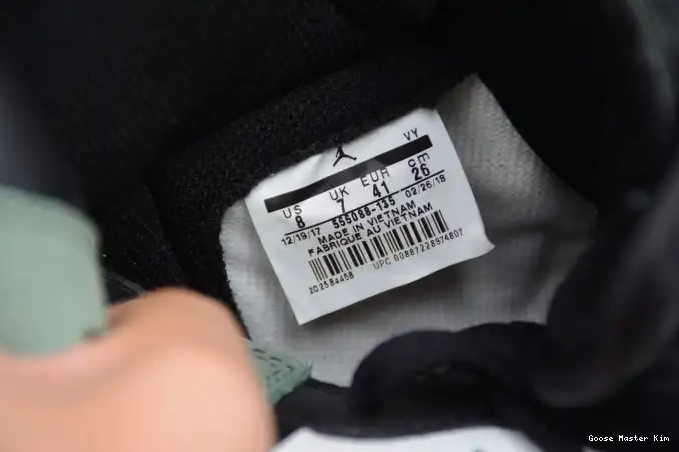 VY
US UK EUR cm
8 7 41 26
555088-135
12/19/17 02/26/18
MADE IN VIETNAM
FABRIQUE AU VIETNAM
202584458 UPC 00887228974807
Goose Master Kim